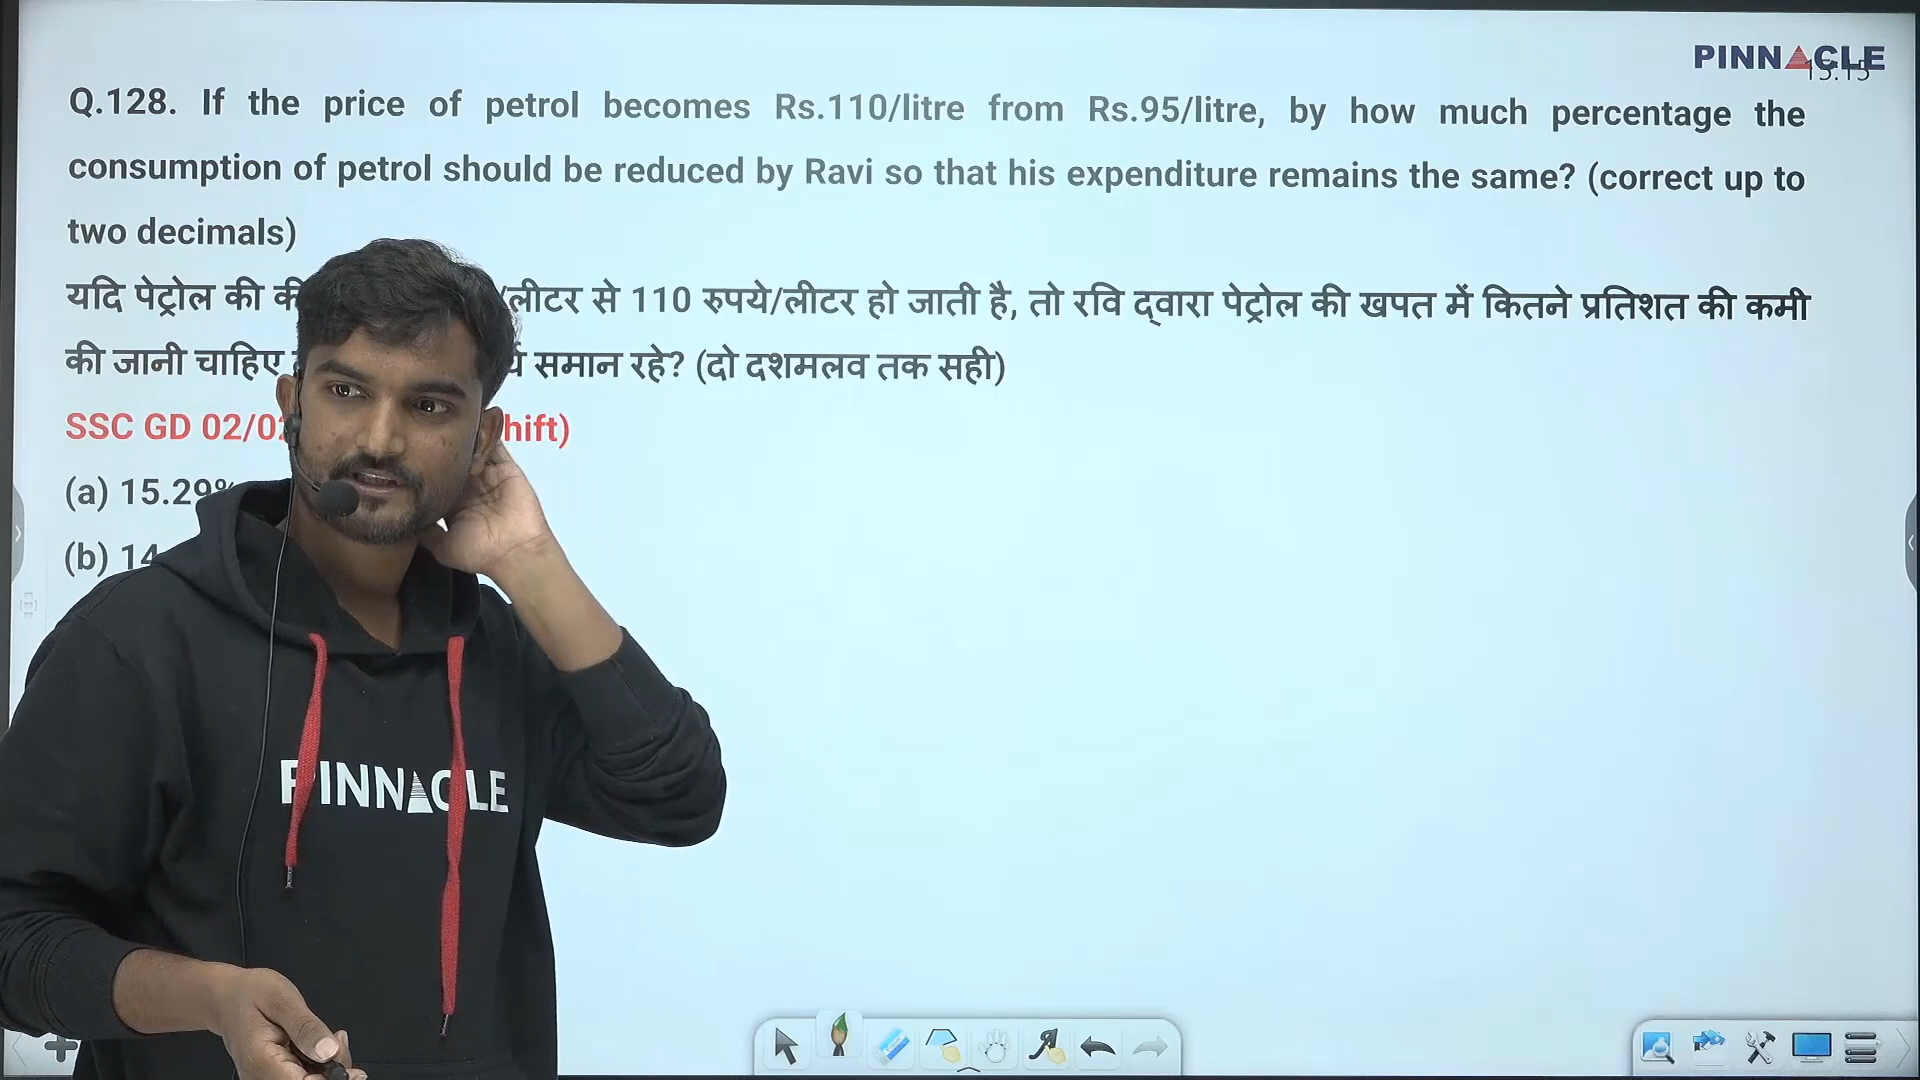 PINNACLE
15:15
Q.128. If the price of petrol becomes Rs.110/litre from Rs.95/litre, by how much percentage the
consumption of petrol should be reduced by Ravi so that his expenditure remains the same? (correct up to
two decimals)
यदि पेट्रोल की /लीटर से 110 रुपये/लीटर हो जाती है, तो रवि द्वारा पेट्रोल की खपत में कितने प्रतिशत की कमी
की जानी चाहिए समान रहे? (दो दशमलव तक सही)
SSC GD 02/02 hift)
(a) 15.29%
(b) 14
PINNACLE